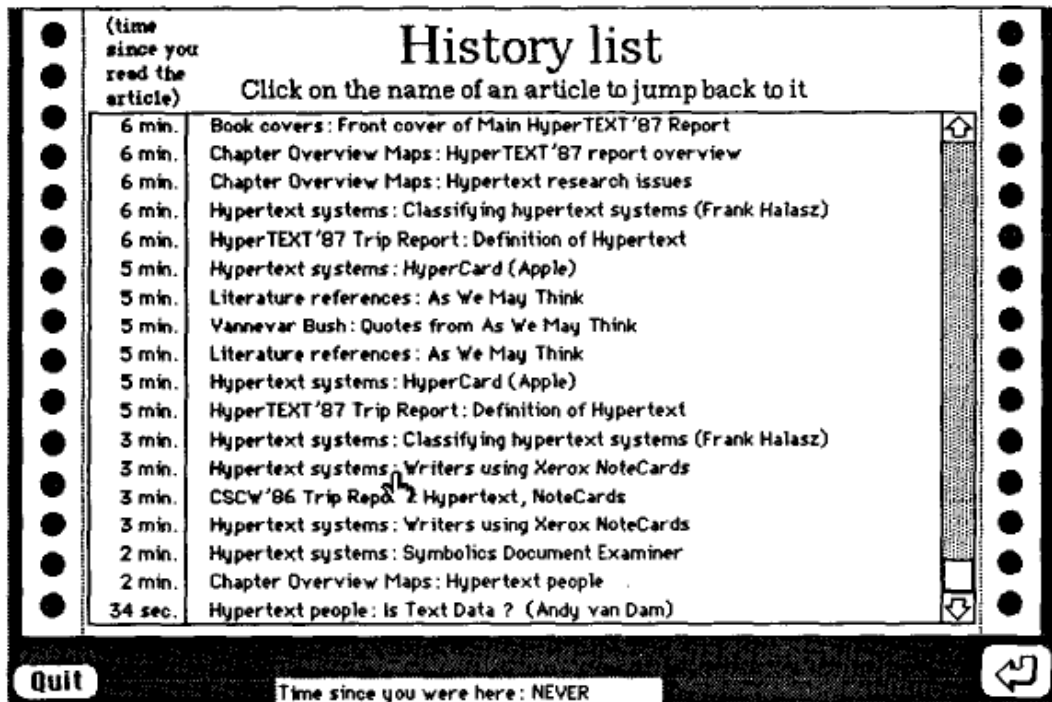 (time
since you
read the
article)
History list
Click on the name of an article to jump back to it
6 min. Book covers: Front cover of Main HyperTEXT'87 Report
6 min. Chapter Overview Maps: HyperTEXT'87 report overview
6 min. Chapter Overview Maps: Hypertext research issues
6 min. Hypertext systems: Classifying hypertext systems (Frank Halasz)
6 min. HyperTEXT'87 Trip Report: Definition of Hypertext
5 min. Hypertext systems: HyperCard (Apple)
5 min. Literature references: As We May Think
5 min. Vannevar Bush: Quotes from As We May Think
5 min. Literature references: As We May Think
5 min. Hypertext systems: HyperCard (Apple)
5 min. HyperTEXT'87 Trip Report: Definition of Hypertext
3 min. Hypertext systems: Classifying hypertext systems (Frank Halasz)
3 min. Hypertext systems: Writers using Xerox NoteCards
3 min. CSCW'86 Trip Hypertext, NoteCards
3 min. Hypertext systems: Writers using Xerox NoteCards
2 min. Hypertext systems: Symbolics Document Examiner
2 min. Chapter Overview Maps: Hypertext people
34 sec. Hypertext people: Is Text Data ? (Andy van Dam)
Quit
Time since you were here: NEVER